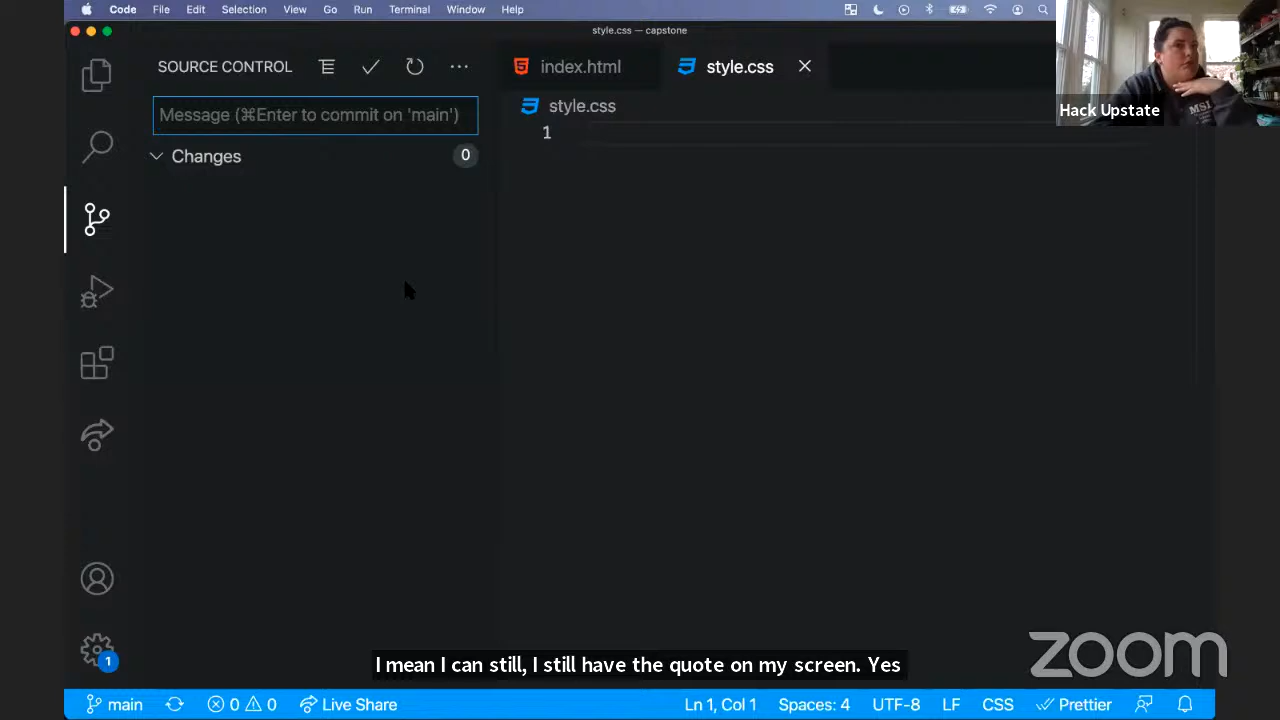 Code File Edit Selection View Go Run Terminal Window Help
style.css — capstone
SOURCE CONTROL
index.html
style.css
Message (⌘Enter to commit on 'main')
style.css
Hack Upstate
MSI
1
Changes
0
1
I mean I can still, I still have the quote on my screen. Yes
zoom
main
0 0
Live Share
Ln 1, Col 1
Spaces: 4
UTF-8
LF
CSS
Prettier